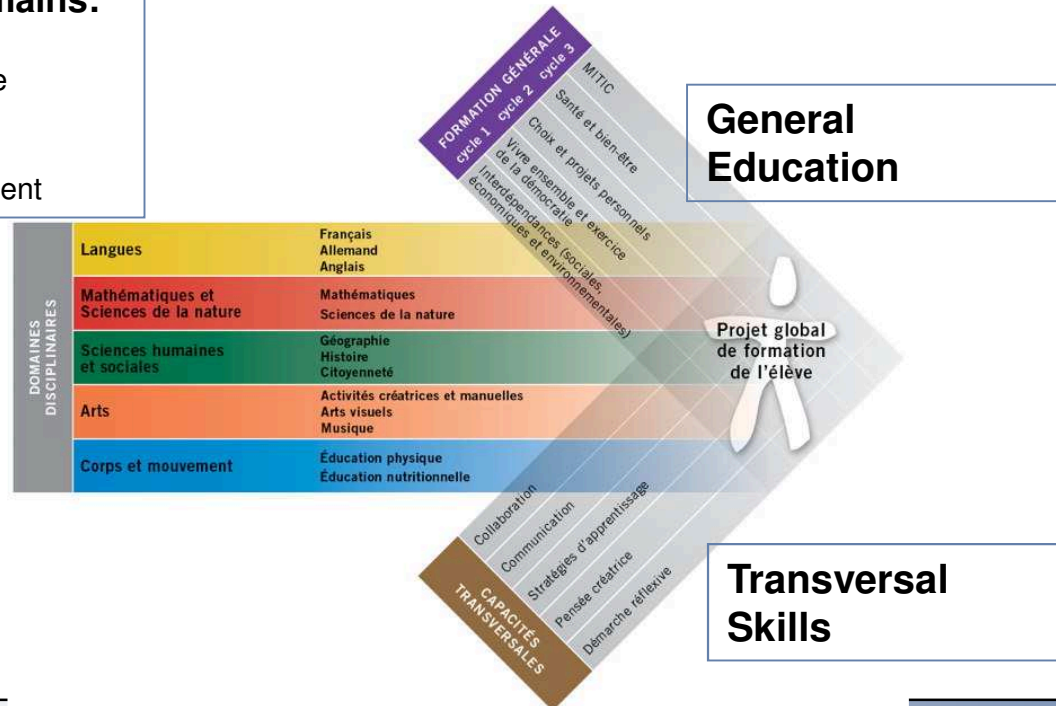 FORMATION GÉNÉRALE
cycle 1 cycle 2 cycle 3
MITIC
Santé et bien-être
Choix et projets personnels
Vivre ensemble et exercice
de la démocratie
Interdépendances (sociales,
économiques et environnementales)
General
Education
ent
DOMAINES
DISCIPLINAIRES
Langues
Français
Allemand
Anglais
Mathématiques et
Sciences de la nature
Mathématiques
Sciences de la nature
Sciences humaines
et sociales
Géographie
Histoire
Citoyenneté
Arts
Activités créatrices et manuelles
Arts visuels
Musique
Corps et mouvement
Éducation physique
Éducation nutritionnelle
Projet global
de formation
de l'élève
Collaboration
Communication
Stratégies d'apprentissage
Pensée créatrice
Démarche réflexive
CAPACITÉS
TRANSVERSALES
Transversal
Skills